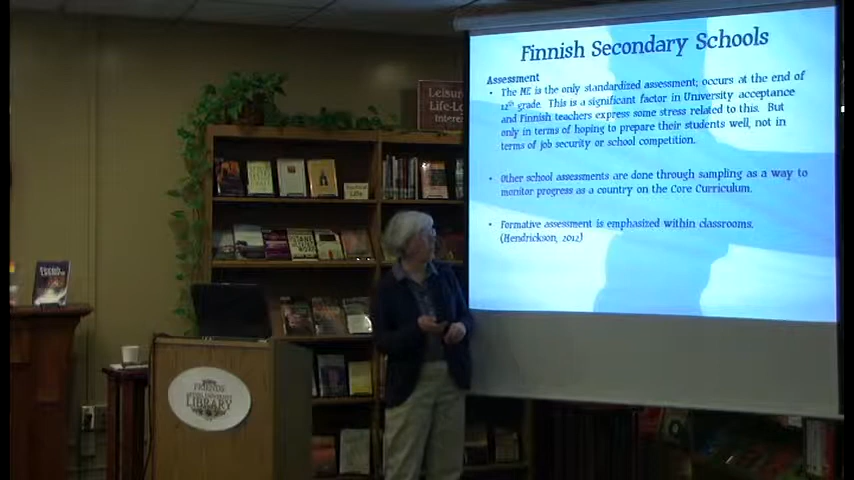 Finnish Secondary Schools
Assessment
• The ME is the only standardized assessment; occurs at the end of
12th grade. This is a significant factor in University acceptance
and Finnish teachers express some stress related to this. But
only in terms of hoping to prepare their students well, not in
terms of job security or school competition.
• Other school assessments are done through sampling as a way to
monitor progress as a country on the Core Curriculum.
• Formative assessment is emphasized within classrooms.
(Hendrickson, 2012)
Leisure
Life-Lo
Intere
FRIENDS
LIBRARY